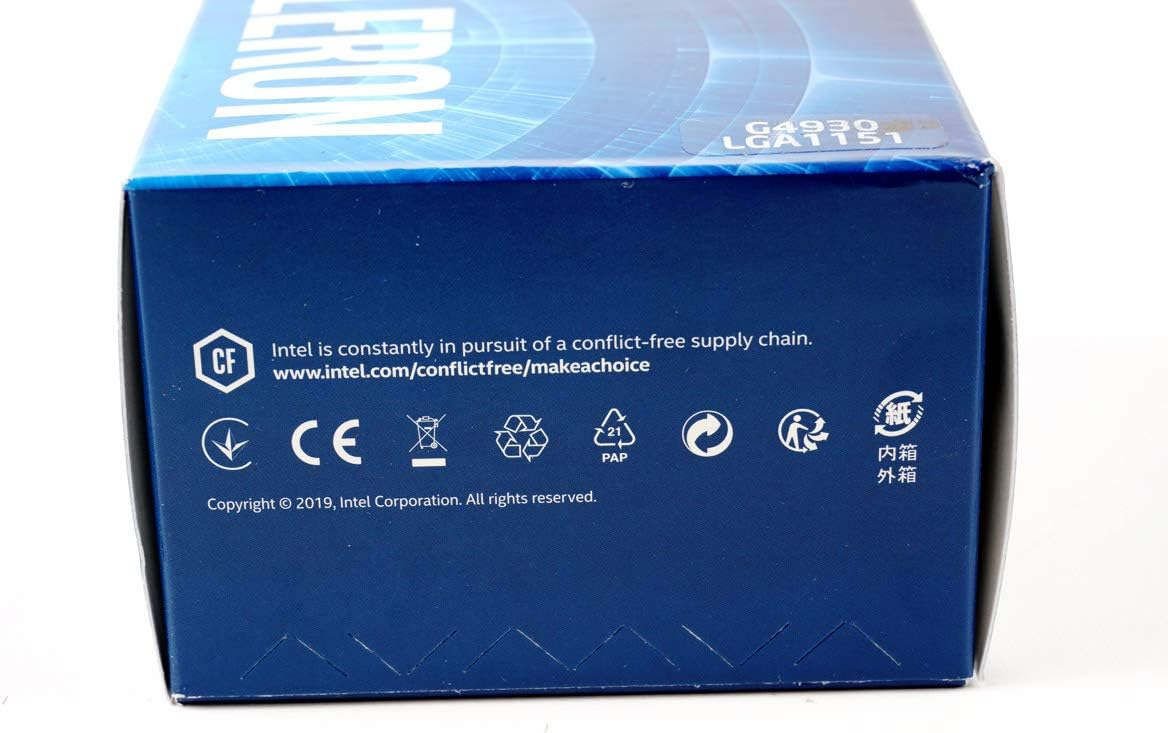 LERON
G4930
LGA1151
CF
Intel is constantly in pursuit of a conflict-free supply chain.
www.intel.com/conflictfree/makeachoice
CE
21
PAP
紙
内箱
外箱
Copyright © 2019, Intel Corporation. All rights reserved.